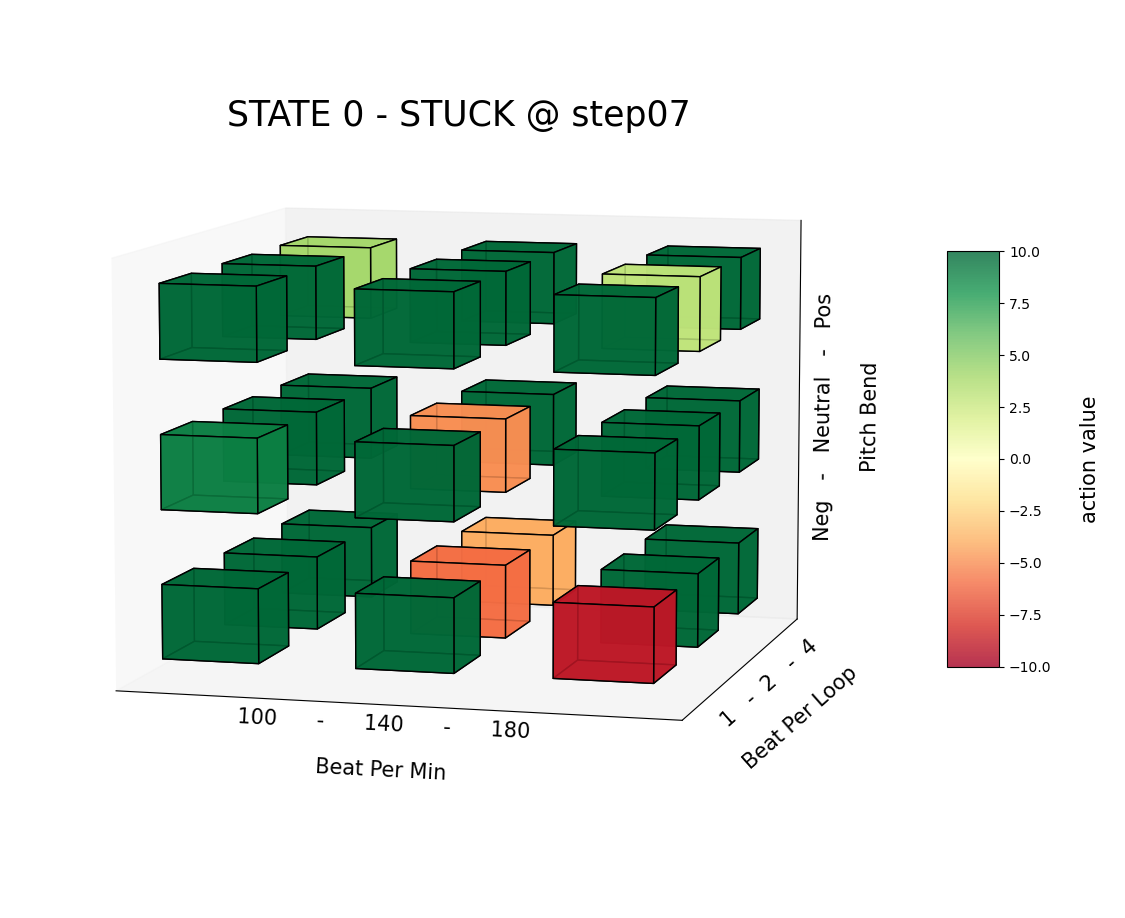 STATE 0 - STUCK @ step07
Neg - Neutral - Pos
Pitch Bend
100 - 140 - 180
Beat Per Min
1 - 2 - 4
Beat Per Loop
10.0
7.5
5.0
2.5
0.0
−2.5
−5.0
−7.5
−10.0
action value